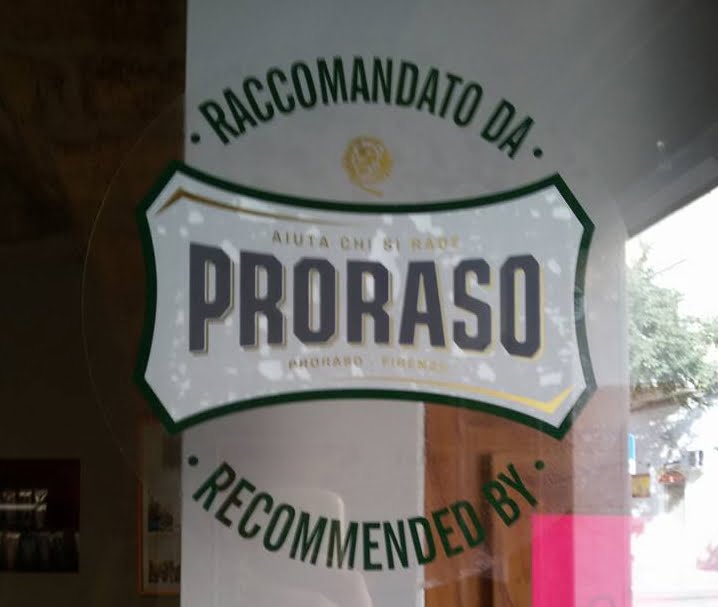 • RACCOMANDATO DA •
AIUTA CHI SI RADE
PRORASO
PRORASO - FIRENZE
• RECOMMENDED BY •